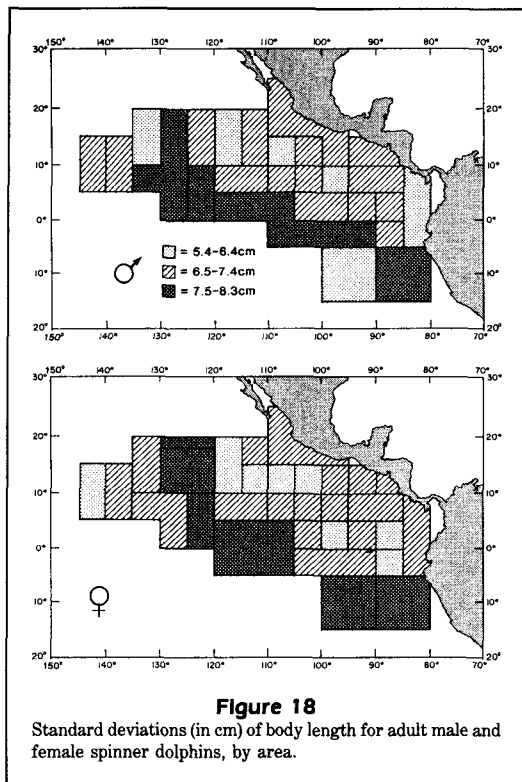 150° 140° 130° 120° 110° 100° 90° 80° 70°
30° 30°
20° 20°
10° 10°
0° 0°
10° 10°
20° 20°
♂
= 5.4-6.4cm
= 6.5-7.4cm
= 7.5-8.3cm
150° 140° 130° 120° 110° 100° 90° 80° 70°
150° 140° 130° 120° 110° 100° 90° 80° 70°
30° 30°
20° 20°
10° 10°
0° 0°
10° 10°
20° 20°
♀
150° 140° 130° 120° 110° 100° 90° 80° 70°
Figure 18
Standard deviations (in cm) of body length for adult male and
female spinner dolphins, by area.